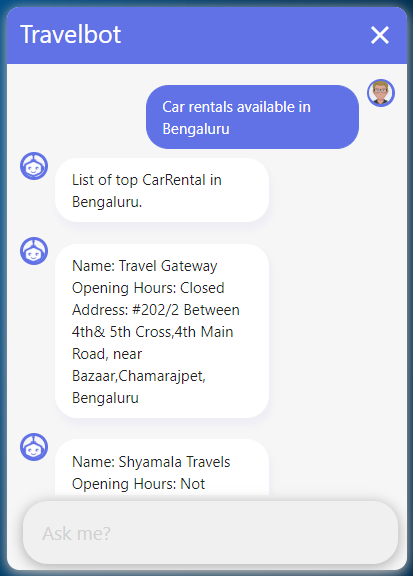 Travelbot
Car rentals available in
Bengaluru
List of top CarRental in
Bengaluru.
Name: Travel Gateway
Opening Hours: Closed
Address: #202/2 Between
4th& 5th Cross,4th Main
Road, near
Bazaar,Chamarajpet,
Bengaluru
Name: Shyamala Travels
Opening Hours: Not
Ask me?